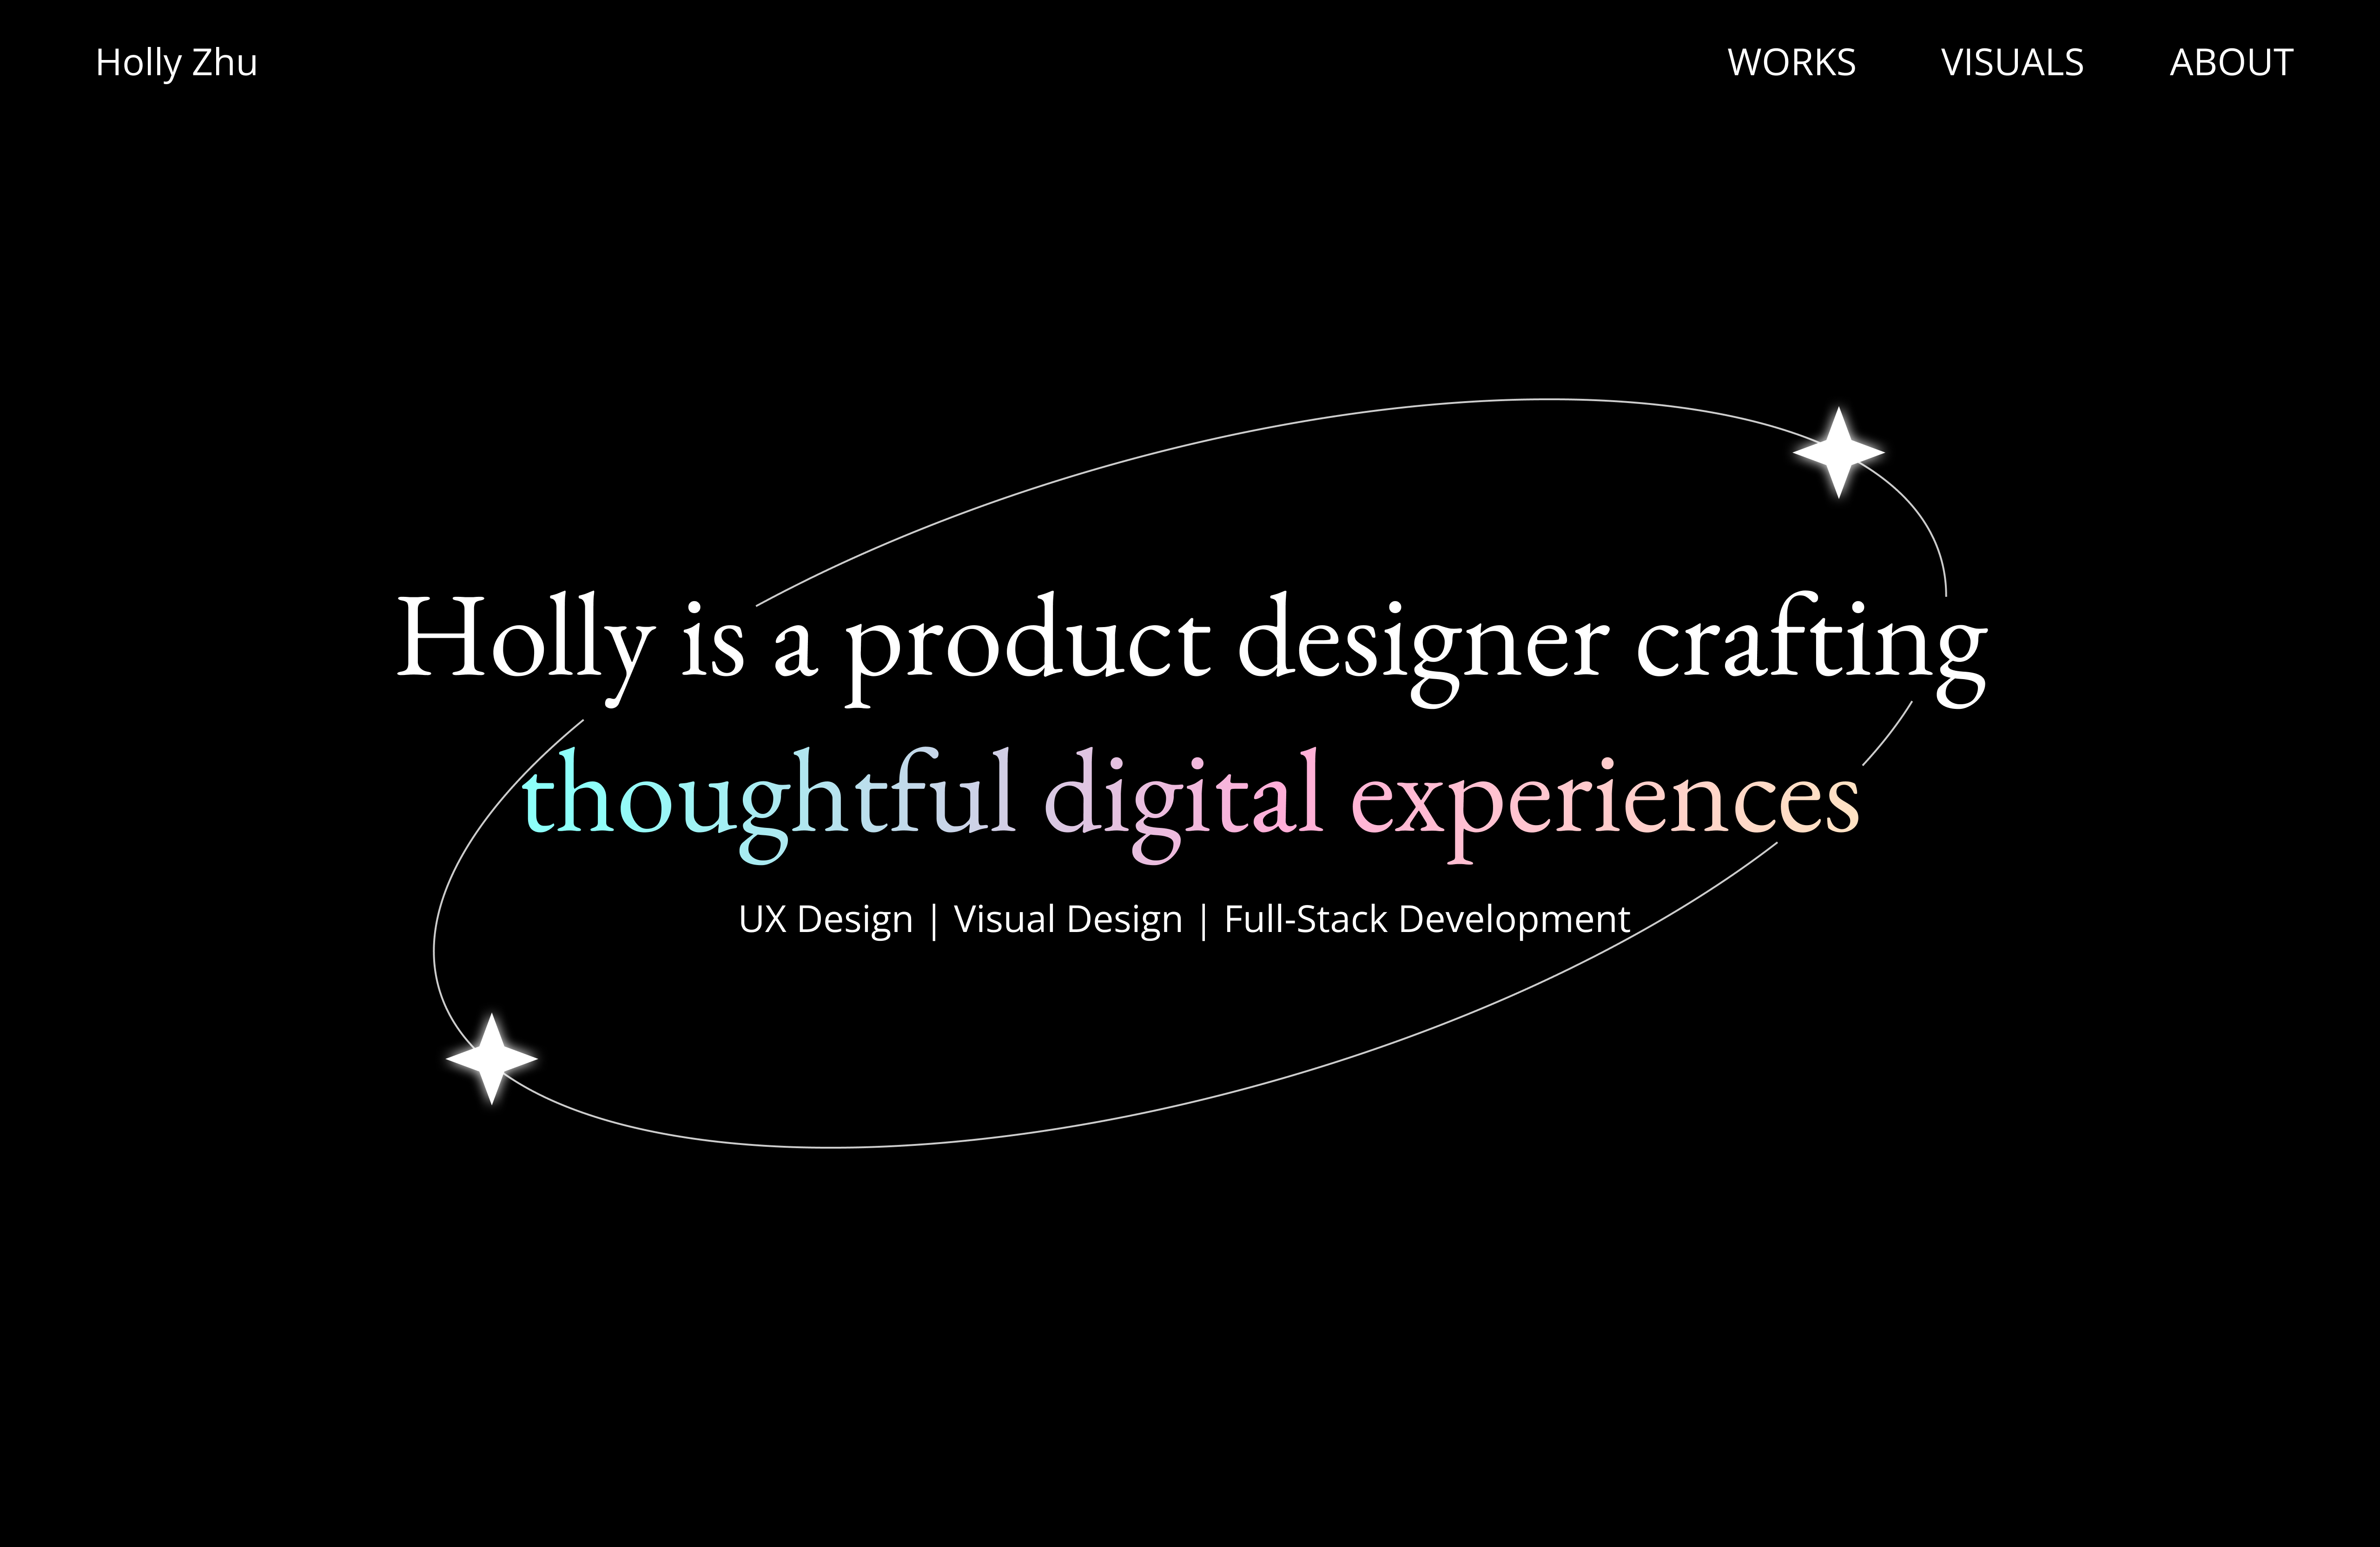 Holly Zhu
WORKS VISUALS ABOUT
Holly is a product designer crafting
thoughtful digital experiences
UX Design | Visual Design | Full-Stack Development